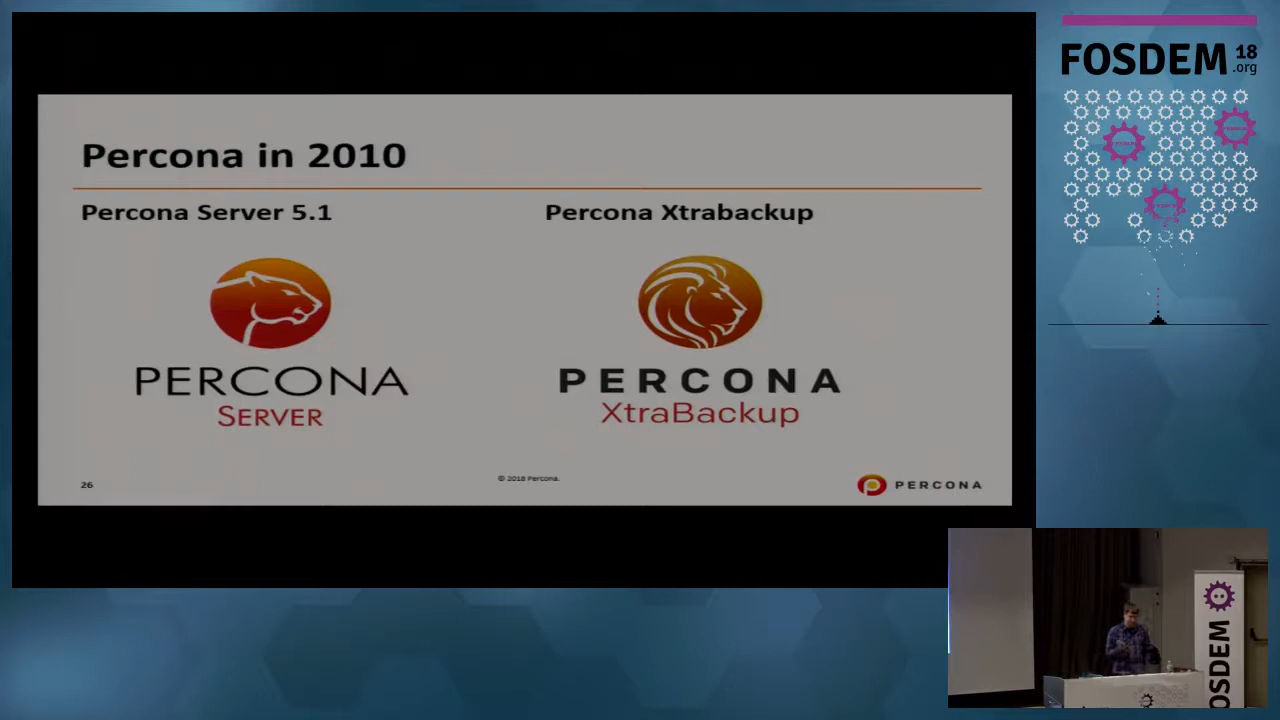 Percona in 2010
Percona Server 5.1
Percona Xtrabackup
PERCONA
SERVER
PERCONA
XtraBackup
26
© 2018 Percona.
PERCONA
FOSDEM 18
.org
OSDEM